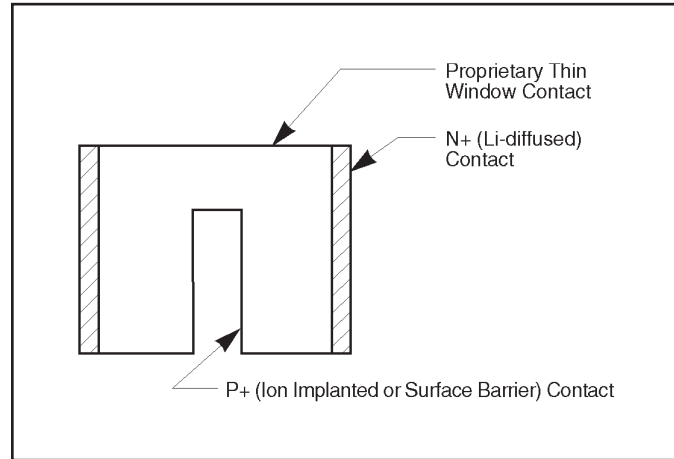 Proprietary Thin
Window Contact
N+ (Li-diffused)
Contact
P+ (Ion Implanted or Surface Barrier) Contact